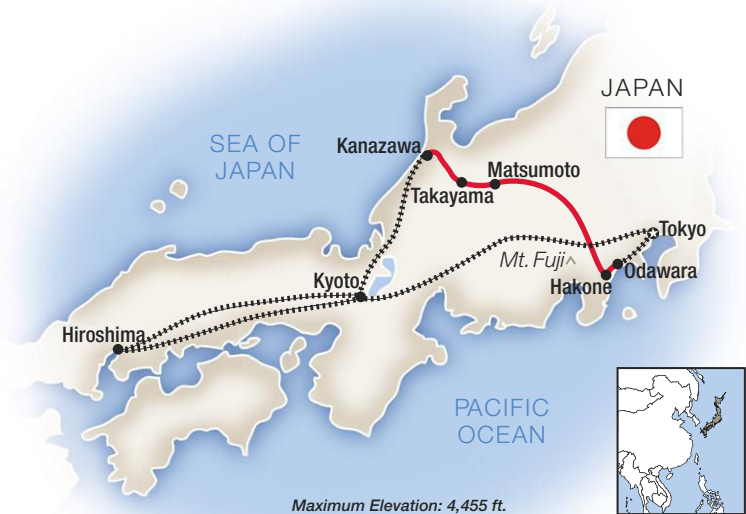 JAPAN
SEA OF
JAPAN
Kanazawa
Matsumoto
Takayama
Tokyo
Mt. Fuji
Odawara
Hakone
Kyoto
Hiroshima
PACIFIC
OCEAN
Maximum Elevation: 4,455 ft.